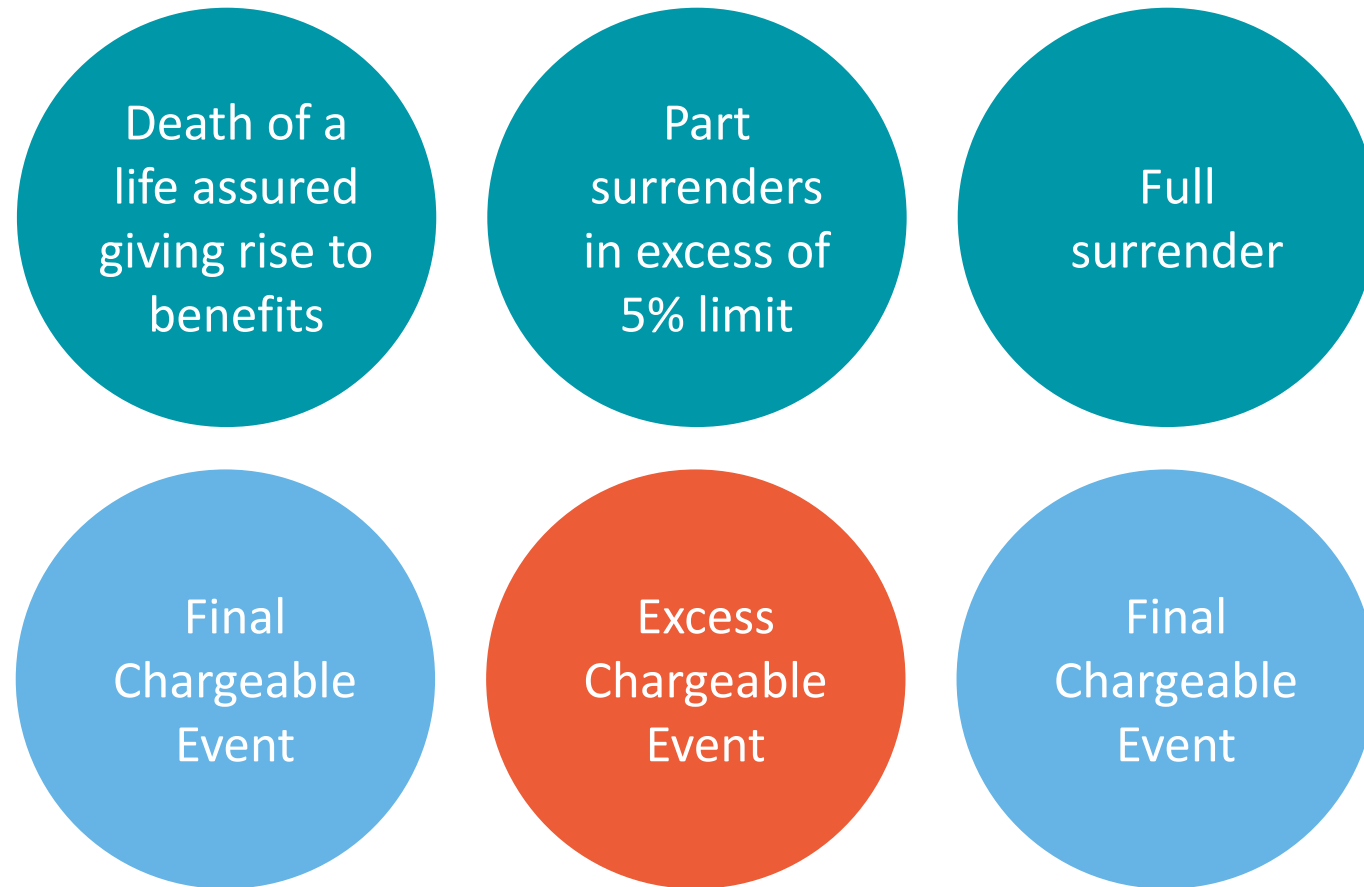 Death of a
life assured
giving rise to
benefits
Part
surrenders
in excess of
5% limit
Full
surrender
Final
Chargeable
Event
Excess
Chargeable
Event
Final
Chargeable
Event